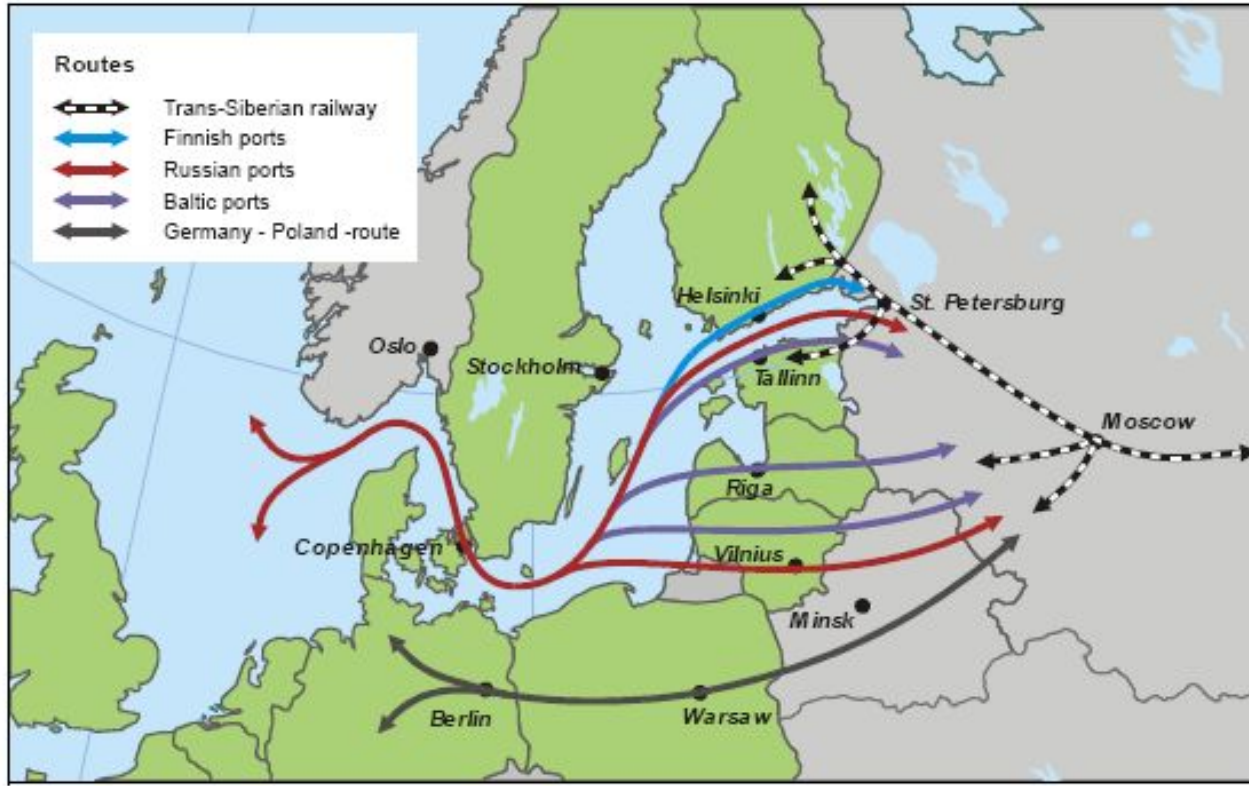 Routes
Trans-Siberian railway
Finnish ports
Russian ports
Baltic ports
Germany - Poland -route
Helsinki
St. Petersburg
Oslo
Stockholm
Tallinn
Moscow
Riga
Copenhagen
Vilnius
Minsk
Berlin
Warsaw